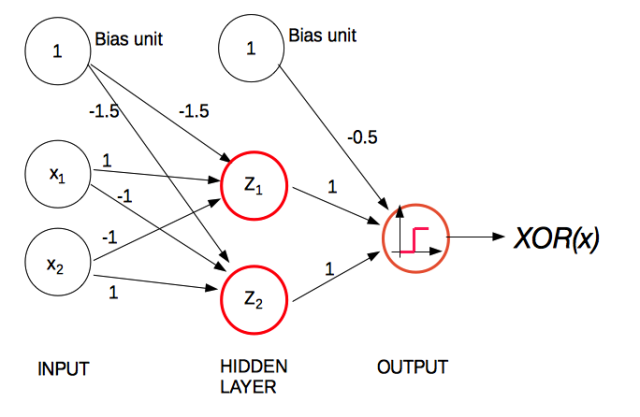 1
Bias unit
1
Bias unit
-1.5
-1.5
-0.5
x1
1
-1
Z1
1
XOR(x)
x2
-1
1
Z2
1
INPUT
HIDDEN
LAYER
OUTPUT